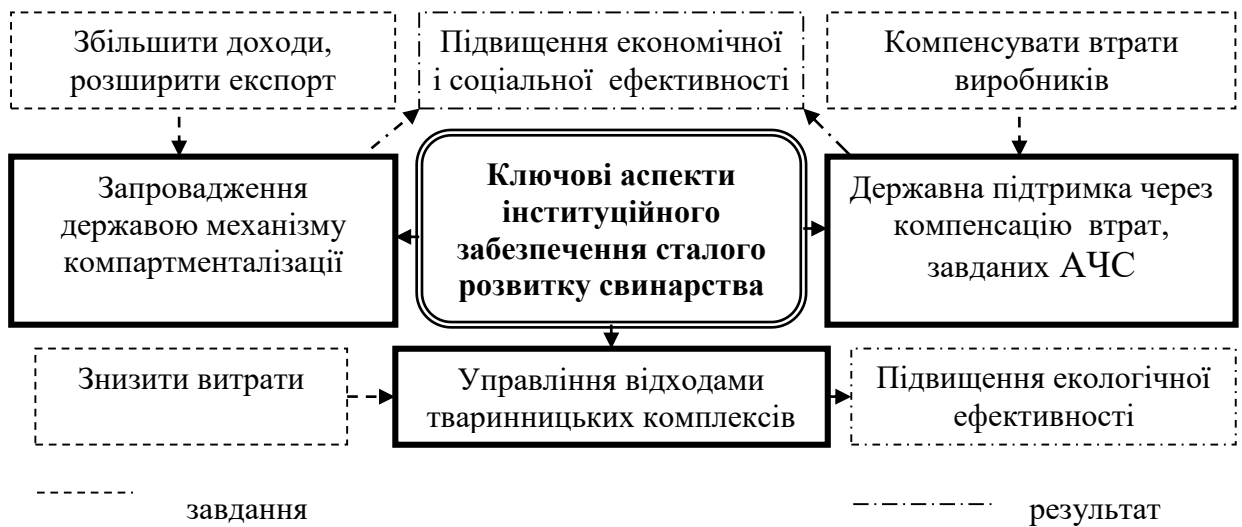 Збільшити доходи,
розширити експорт
Підвищення економічної
і соціальної ефективності
Компенсувати втрати
виробників
Запровадження
державою механізму
компартменталізації
Ключові аспекти
інституційного
забезпечення сталого
розвитку свинарства
Державна підтримка через
компенсацію втрат,
завданих АЧС
Знизити витрати
Управління відходами
тваринницьких комплексів
Підвищення екологічної
ефективності
завдання
результат